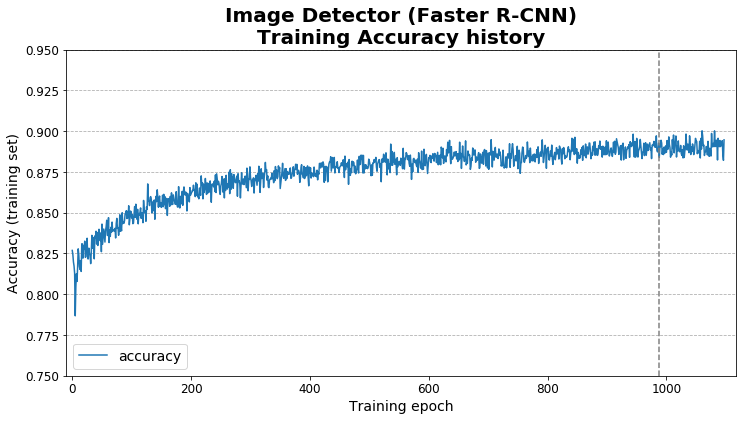 Image Detector (Faster R-CNN)
Training Accuracy history
0.950
0.925
0.900
0.875
0.850
0.825
0.800
0.775
0.750
Accuracy (training set)
accuracy
0 200 400 600 800 1000
Training epoch